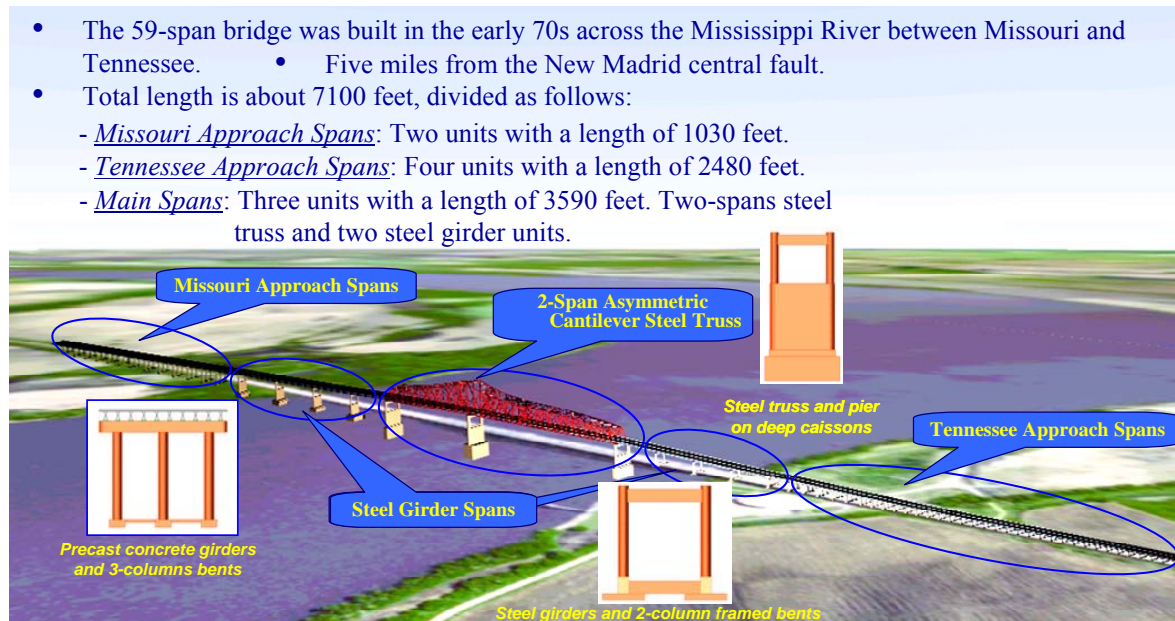 • The 59-span bridge was built in the early 70s across the Mississippi River between Missouri and
Tennessee. • Five miles from the New Madrid central fault.
• Total length is about 7100 feet, divided as follows:
- Missouri Approach Spans: Two units with a length of 1030 feet.
- Tennessee Approach Spans: Four units with a length of 2480 feet.
- Main Spans: Three units with a length of 3590 feet. Two-spans steel
truss and two steel girder units.
Missouri Approach Spans
2-Span Asymmetric
Cantilever Steel Truss
Steel truss and pier
on deep caissons
Tennessee Approach Spans
Steel Girder Spans
Precast concrete girders
and 3-columns bents
Steel girders and 2-column framed bents